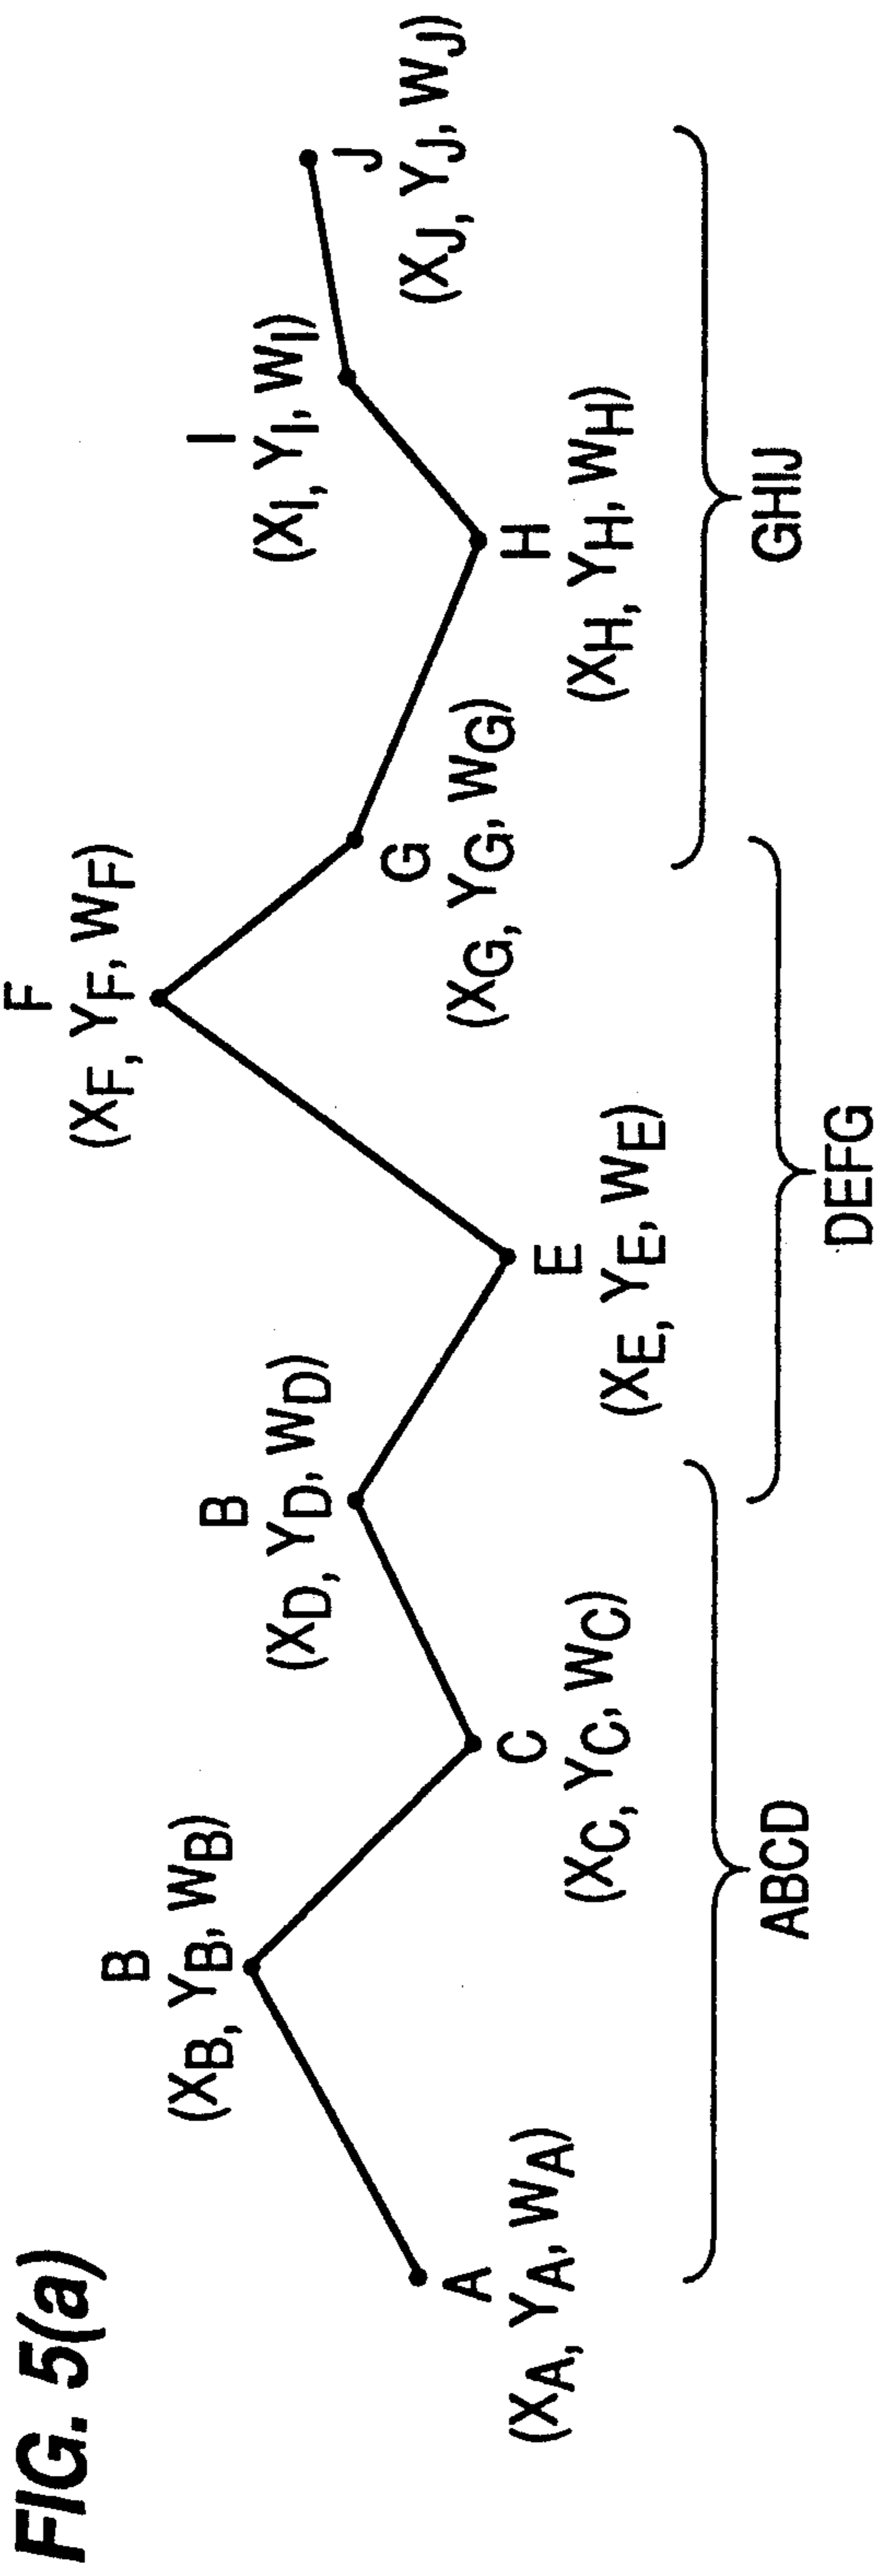 FIG. 5(a)
A
(XA, YA, WA)
B
(XB, YB, WB)
C
(XC, YC, WC)
B
(XD, YD, WD)
E
(XE, YE, WE)
F
(XF, YF, WF)
G
(XG, YG, WG)
H
(XH, YH, WH)
I
(XI, YI, WI)
J
(XJ, YJ, WJ)
ABCD
DEFG
GHIJ